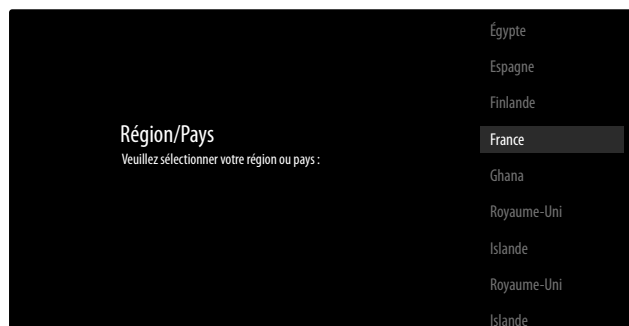 Région/Pays
Veuillez sélectionner votre région ou pays :
Égypte
Espagne
Finlande
France
Ghana
Royaume-Uni
Islande
Royaume-Uni
Islande